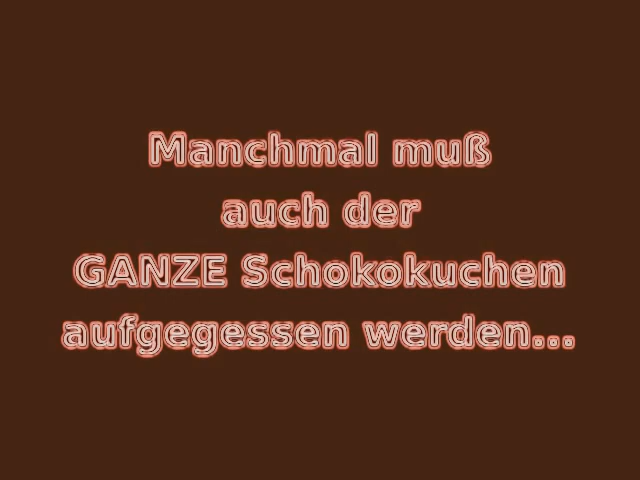 Manchmal muß
auch der
GANZE Schokokuchen
aufgegessen werden...